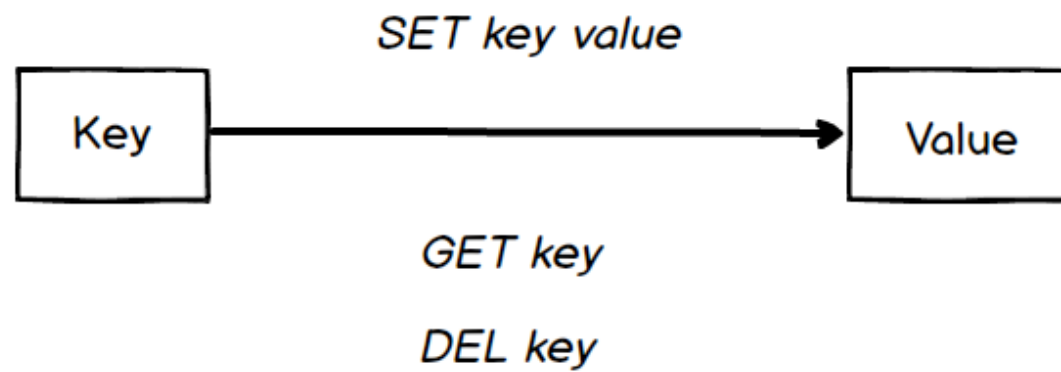 SET key value
Key
Value
GET key
DEL key